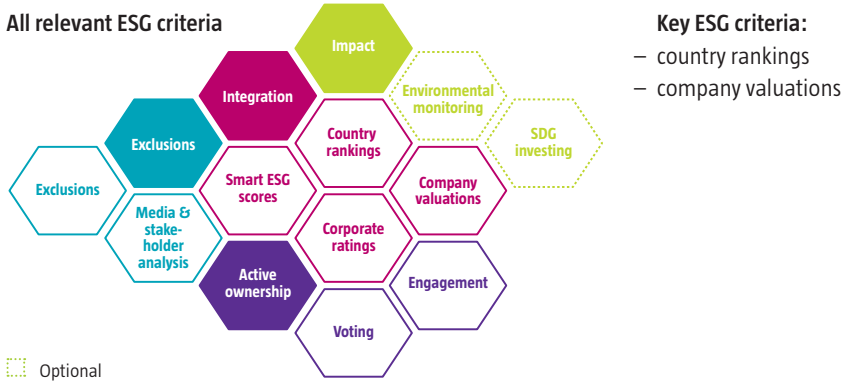 All relevant ESG criteria
Key ESG criteria:
– country rankings
– company valuations
Impact
Integration
Environmental
monitoring
Exclusions
Country
rankings
SDG
investing
Exclusions
Smart ESG
scores
Company
valuations
Media &
stake-
holder
analysis
Corporate
ratings
Active
ownership
Engagement
Voting
Optional